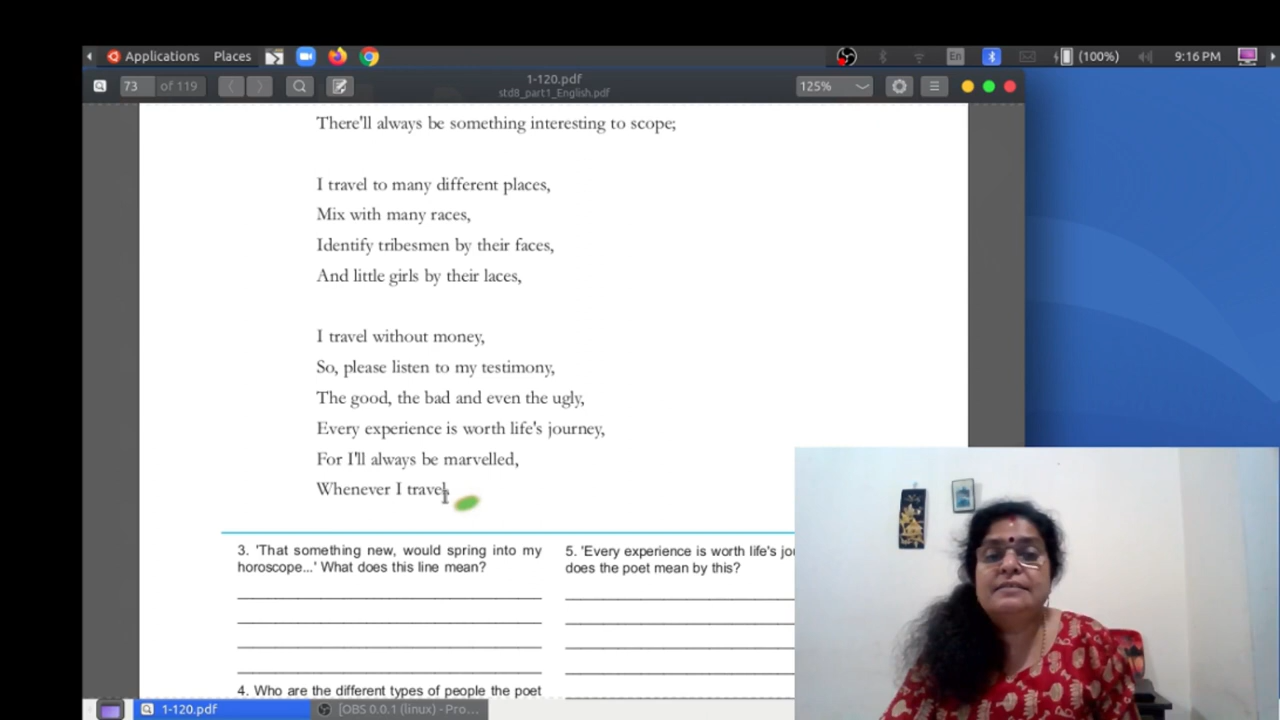 Applications Places En (100%) 9:16 PM
73 of 119 1-120.pdf 125%
std8_part1_English.pdf
There'll always be something interesting to scope;
I travel to many different places,
Mix with many races,
Identify tribesmen by their faces,
And little girls by their laces,
I travel without money,
So, please listen to my testimony,
The good, the bad and even the ugly,
Every experience is worth life's journey,
For I'll always be marvelled,
Whenever I travel
3. 'That something new, would spring into my
horoscope...' What does this line mean?
4. Who are the different types of people the poet
5. 'Every experience is worth life's jou
does the poet mean by this?
1-120.pdf [OBS 0.0.1 (linux) - Pro...